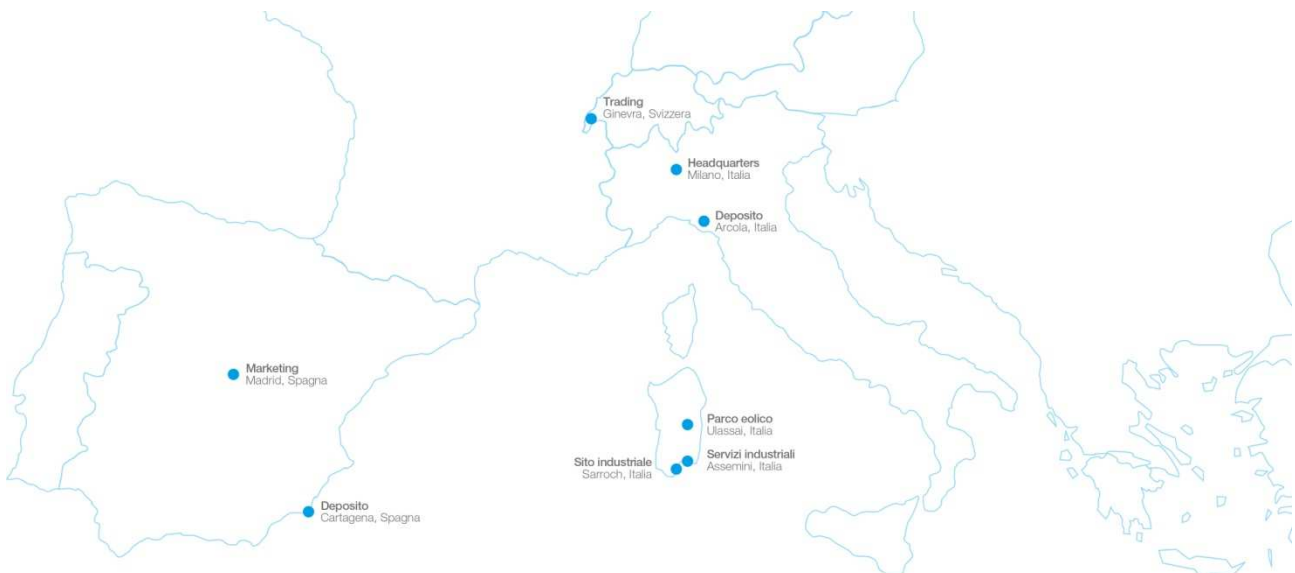 Trading
Ginevra, Svizzera
Headquarters
Milano, Italia
Deposito
Arcola, Italia
Marketing
Madrid, Spagna
Parco eolico
Ulassai, Italia
Servizi industriali
Assemini, Italia
Sito industriale
Sarroch, Italia
Deposito
Cartagena, Spagna